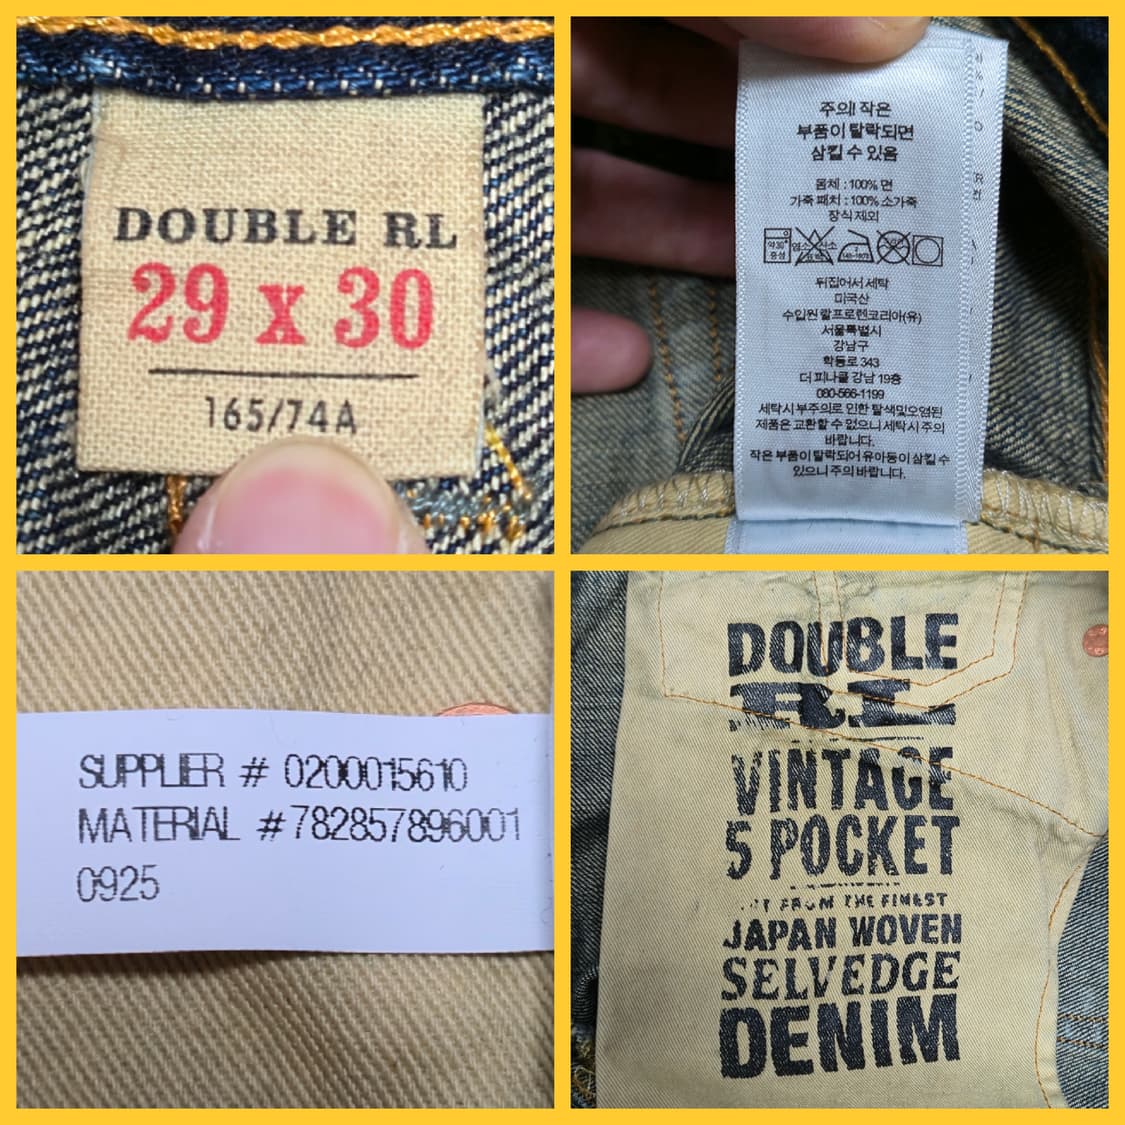 DOUBLE RL
29 x 30
165/74A
주의! 작은
부품이 탈락되면
삼킬 수 있음
몸체 : 100% 면
가죽 패치 : 100% 소가죽
장식 제외
약30°
중성
뒤집어서 세탁
미국산
수입원 랄프로렌코리아(유)
서울특별시
강남구
학동로 343
더 피나클 강남 19층
080-566-1199
세탁시 부주의로 인한 탈색및오염된
제품은 교환할 수 없으니 세탁시 주의
바랍니다.
작은 부품이 탈락되어 유아등이 삼킬 수
있으니 주의 바랍니다.
SUPPLIER # 0200015610
MATERIAL #782857896001
0925
DOUBLE
RL
VINTAGE
5 POCKET
FROM THE FINEST
JAPAN WOVEN
SELVEDGE
DENIM